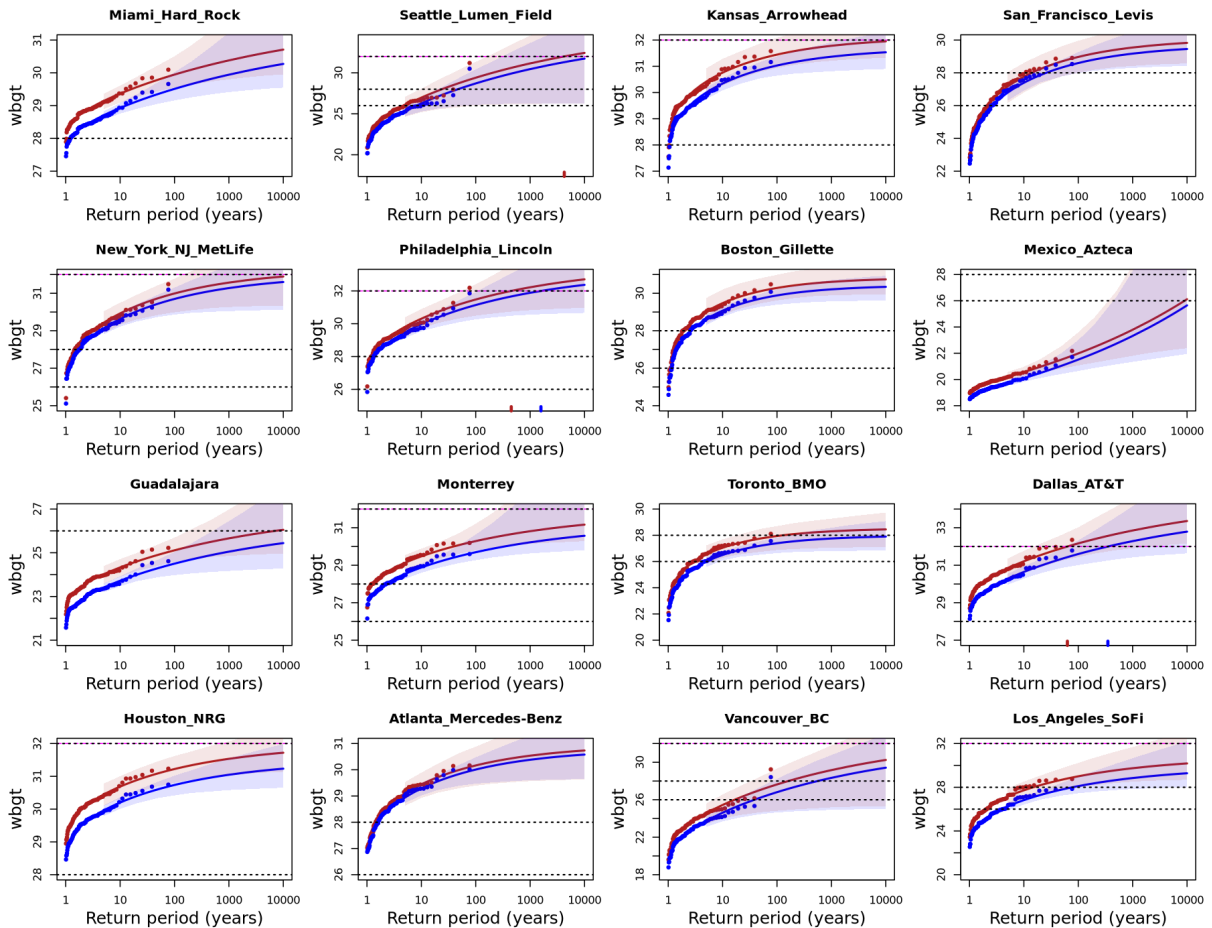 Miami_Hard_Rock
wbgt
31
30
29
28
27
1 10 100 1000 10000
Return period (years)
Seattle_Lumen_Field
wbgt
30
25
20
1 10 100 1000 10000
Return period (years)
Kansas_Arrowhead
wbgt
32
31
30
29
28
27
1 10 100 1000 10000
Return period (years)
San_Francisco_Levis
wbgt
30
28
26
24
22
1 10 100 1000 10000
Return period (years)
New_York_NJ_MetLife
wbgt
31
29
27
25
1 10 100 1000 10000
Return period (years)
Philadelphia_Lincoln
wbgt
32
30
28
26
1 10 100 1000 10000
Return period (years)
Boston_Gillette
wbgt
30
28
26
24
1 10 100 1000 10000
Return period (years)
Mexico_Azteca
wbgt
28
26
24
22
20
18
1 10 100 1000 10000
Return period (years)
Guadalajara
wbgt
27
25
23
21
1 10 100 1000 10000
Return period (years)
Monterrey
wbgt
31
29
27
25
1 10 100 1000 10000
Return period (years)
Toronto_BMO
wbgt
30
28
26
24
22
20
1 10 100 1000 10000
Return period (years)
Dallas_AT&T
wbgt
33
31
29
27
1 10 100 1000 10000
Return period (years)
Houston_NRG
wbgt
32
31
30
29
28
1 10 100 1000 10000
Return period (years)
Atlanta_Mercedes-Benz
wbgt
31
30
29
28
27
26
1 10 100 1000 10000
Return period (years)
Vancouver_BC
wbgt
30
26
22
18
1 10 100 1000 10000
Return period (years)
Los_Angeles_SoFi
wbgt
32
28
24
20
1 10 100 1000 10000
Return period (years)